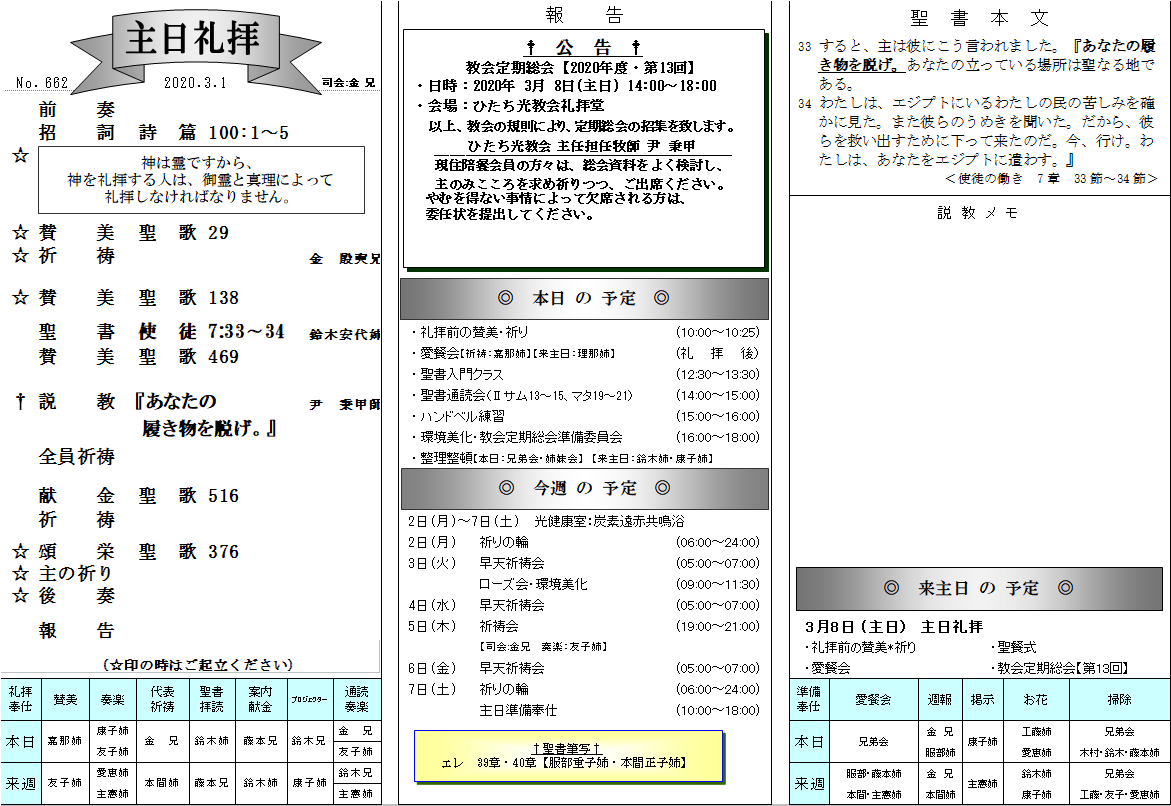 主日礼拝
No. 662
2020.3.1
司会:金 兄
前 奏
招 詞 詩 篇 100:1～5
☆
神は霊ですから、
神を礼拝する人は、御霊と真理によって
礼拝しなければなりません。
☆ 賛 美 聖 歌 29
☆ 祈 祷 金 殷奭兄
☆ 賛 美 聖 歌 138
聖 書 使 徒 7:33～34 鈴木安代姉
賛 美 聖 歌 469
† 説 教 『あなたの 尹 秉甲師
履き物を脱げ。』
全員祈祷
献 金 聖 歌 516
祈 祷
☆ 頌 栄 聖 歌 376
☆ 主の祈り
☆ 後 奏
報 告
(☆印の時はご起立ください)
礼拝奉仕 賛美 奏楽 代表祈祷 聖書拝読 案内献金 プロジェクター 通読奏楽
本日 嘉那姉 康子姉 友子姉 金 兄 鈴木姉 藤本兄 鈴木兄 金 兄 友子姉
来週 友子姉 愛恵姉 主憲姉 本間姉 藤本兄 鈴木姉 康子姉 鈴木兄 主憲姉
報 告
† 公 告 †
教会定期総会【2020年度・第13回】
・日時：2020年 3月 8日(主日) 14:00～18:00
・会場：ひたち光教会礼拝堂
以上、教会の規則により、定期総会の招集を致します。
ひたち光教会 主任担任牧師 尹 秉甲
現住陪餐会員の方々は、総会資料をよく検討し、
主のみこころを求め祈りつつ、ご出席ください。
やむを得ない事情によって欠席される方は、
委任状を提出してください。
◎ 本日 の 予定 ◎
・礼拝前の賛美・祈り (10:00～10:25)
・愛餐会【祈祷：嘉那姉】【来主日：理那姉】 (礼 拝 後)
・聖書入門クラス (12:30～13:30)
・聖書通読会(Ⅱサム13～15、マタ19～21) (14:00～15:00)
・ハンドベル練習 (15:00～16:00)
・環境美化・教会定期総会準備委員会 (16:00～18:00)
・整理整頓【本日：兄弟会・姉妹会】 【来主日：鈴木姉・康子姉】
◎ 今週 の 予定 ◎
2日(月)～7日(土) 光健康室：炭素遠赤共鳴浴
2日(月) 祈りの輪 (06:00～24:00)
3日(火) 早天祈祷会 (05:00～07:00)
ローズ会・環境美化 (09:00～11:30)
4日(水) 早天祈祷会 (05:00～07:00)
5日(木) 祈祷会 (19:00～21:00)
【司会:金兄 奏楽：友子姉】
6日(金) 早天祈祷会 (05:00～07:00)
7日(土) 祈りの輪 (06:00～24:00)
主日準備奉仕 (10:00～18:00)
†聖書筆写†
エレ 39章・40章【服部重子姉・本間正子姉】
聖 書 本 文
33 すると、主は彼にこう言われました。『あなたの履
き物を脱げ。あなたの立っている場所は聖なる地で
ある。
34 わたしは、エジプトにいるわたしの民の苦しみを確
かに見た。また彼らのうめきを聞いた。だから、彼
らを救い出すために下って来たのだ。今、行け。わ
たしは、あなたをエジプトに遣わす。』
＜使徒の働き 7章 33節～34節＞
説 教 メ モ
◎ 来主日 の 予定 ◎
3月8日(主日) 主日礼拝
・礼拝前の賛美*祈り ・聖餐式
・愛餐会 ・教会定期総会【第13回】
準備奉仕 愛餐会 週報 掲示 お花 掃除
本日 兄弟会 金 兄 服部姉 康子姉 工藤姉 愛恵姉 兄弟会 木村・鈴木・藤本姉
来週 服部・藤本姉 本間・主憲姉 金 兄 本間姉 主憲姉 鈴木姉 康子姉 兄弟会 工藤・友子・愛恵姉